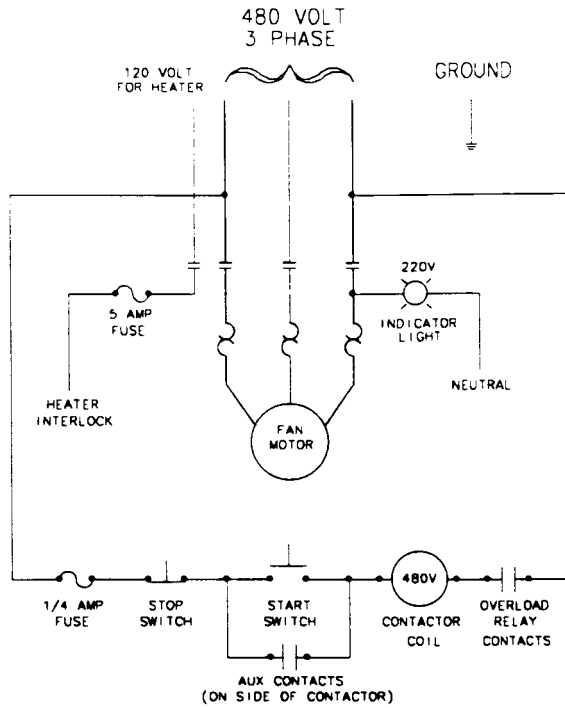 480 VOLT
3 PHASE
120 VOLT
FOR HEATER
GROUND
220V
5 AMP
FUSE
INDICATOR
LIGHT
HEATER
INTERLOCK
NEUTRAL
FAN
MOTOR
480V
1/4 AMP
FUSE
STOP
SWITCH
START
SWITCH
CONTACTOR
COIL
OVERLOAD
RELAY
CONTACTS
AUX CONTACTS
(ON SIDE OF CONTACTOR)